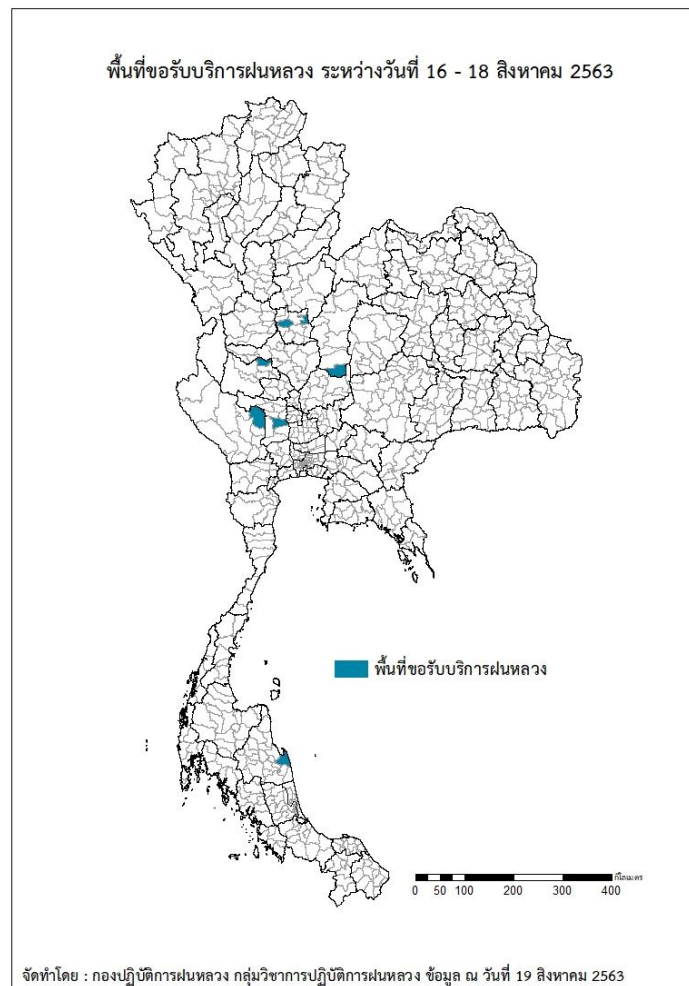 พื้นที่ขอรับบริการฝนหลวง ระหว่างวันที่ 16 - 18 สิงหาคม 2563
พื้นที่ขอรับบริการฝนหลวง
กิโลเมตร
0 50 100 200 300 400
จัดทำโดย : กองปฏิบัติการฝนหลวง กลุ่มวิชาการปฏิบัติการฝนหลวง ข้อมูล ณ วันที่ 19 สิงหาคม 2563